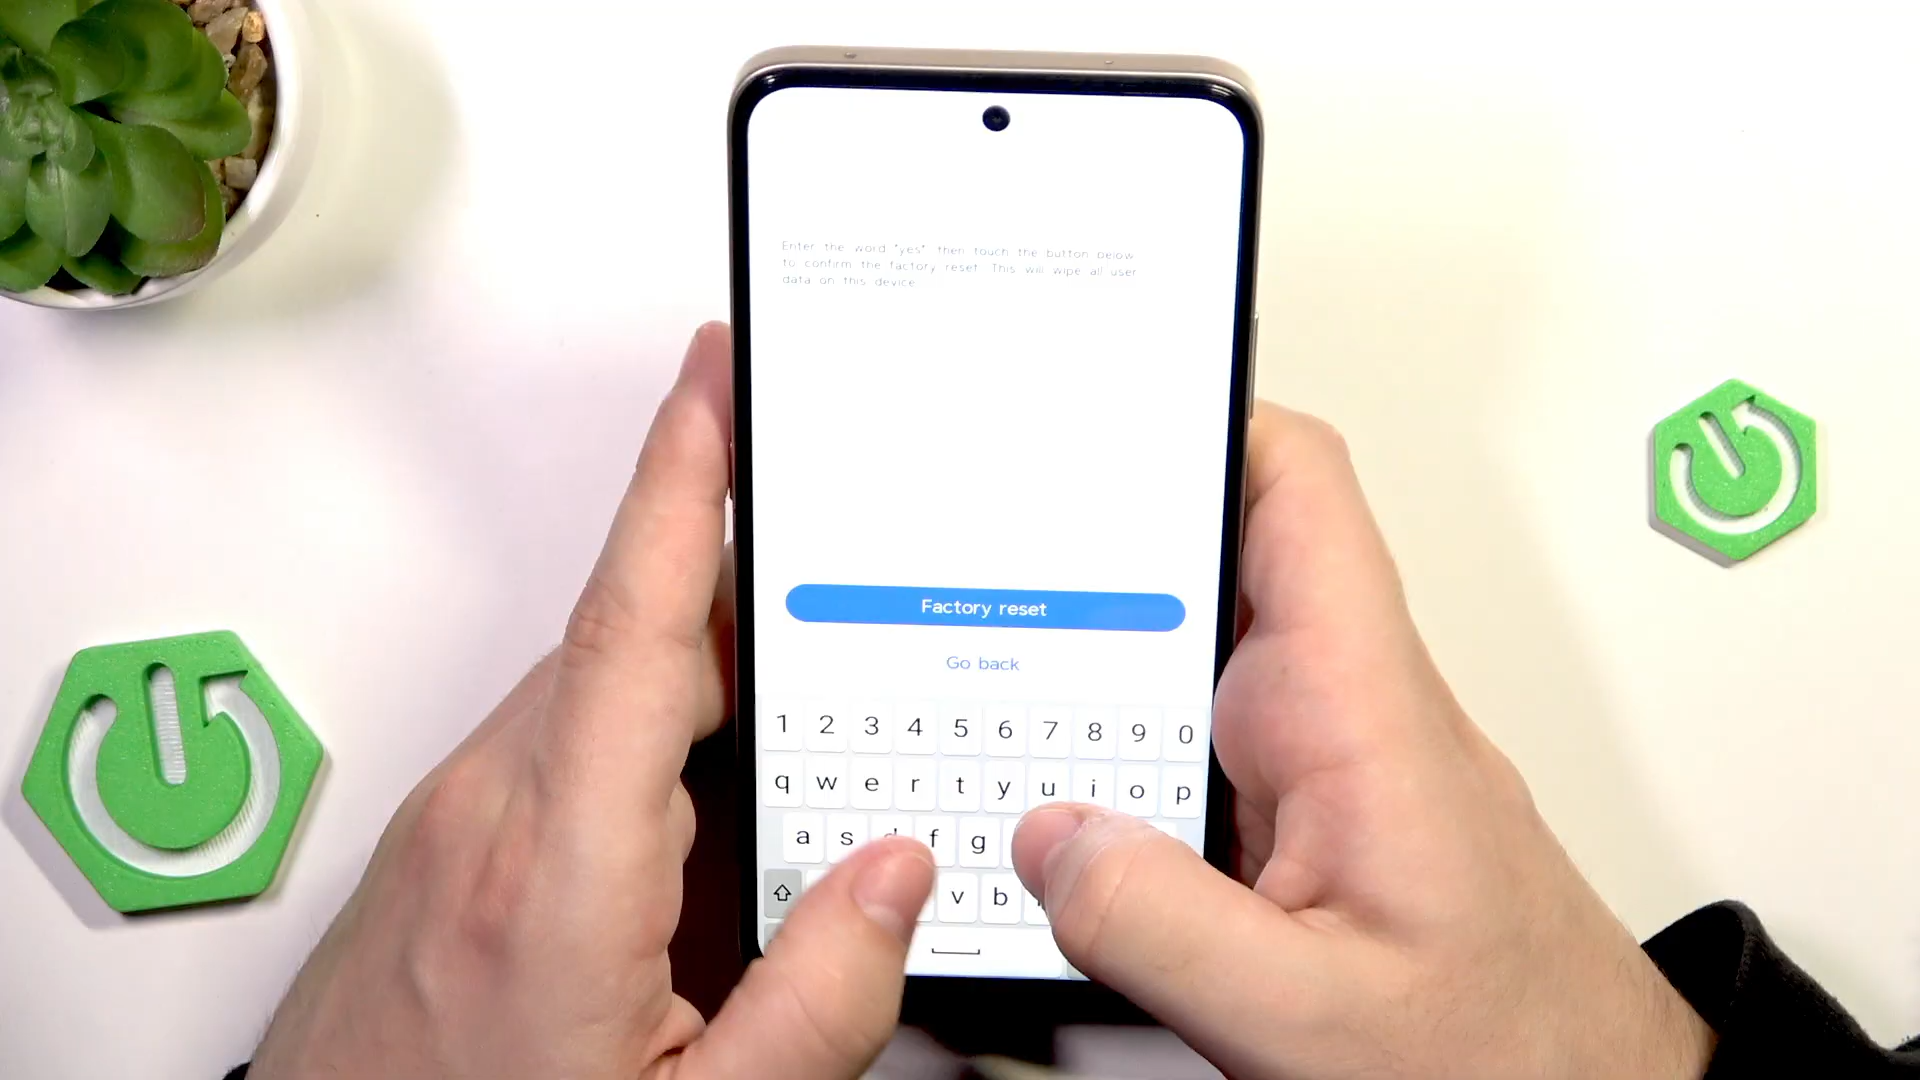 Enter the word "yes" then touch the button below
to confirm the factory reset. This will wipe all user
data on this device.
Factory reset
Go back
1 2 3 4 5 6 7 8 9 0
q w e r t y u i o p
a s d f g
v b